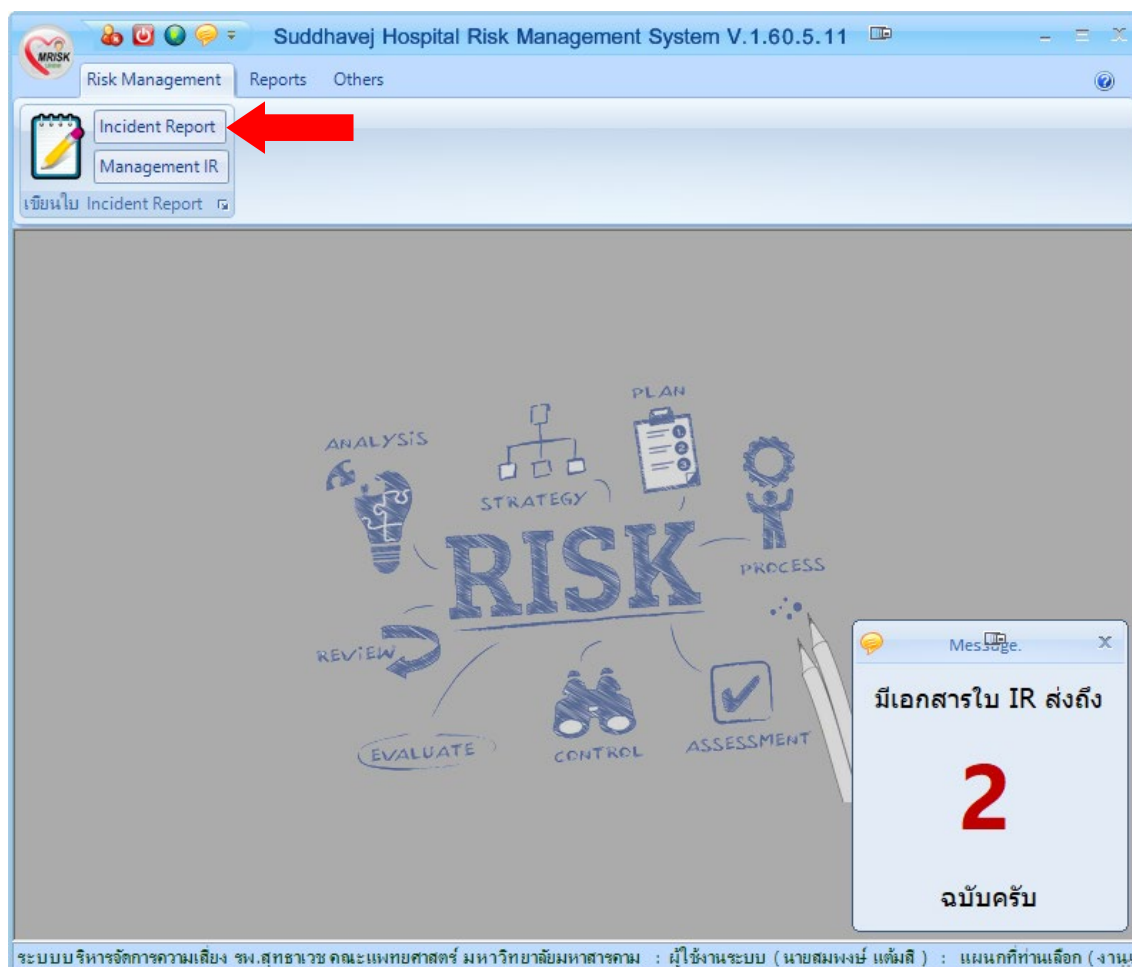 MRISK
Suddhavej Hospital Risk Management System V.1.60.5.11
Risk Management Reports Others
Incident Report
Management IR
เขียนใบ Incident Report
PLAN
ANALYSIS
1
2
3
STRATEGY
RISK
PROCESS
REVIEW
EVALUATE
CONTROL
ASSESSMENT
Message.
มีเอกสารใบ IR ส่งถึง
2
ฉบับครับ
ระบบบริหารจัดการความเสี่ยง รพ.สุทธาเวช คณะแพทยศาสตร์ มหาวิทยาลัยมหาสารคาม : ผู้ใช้งานระบบ ( นายสมพงษ์ แต้มสี ) : แผนกที่ท่านเลือก ( งาน